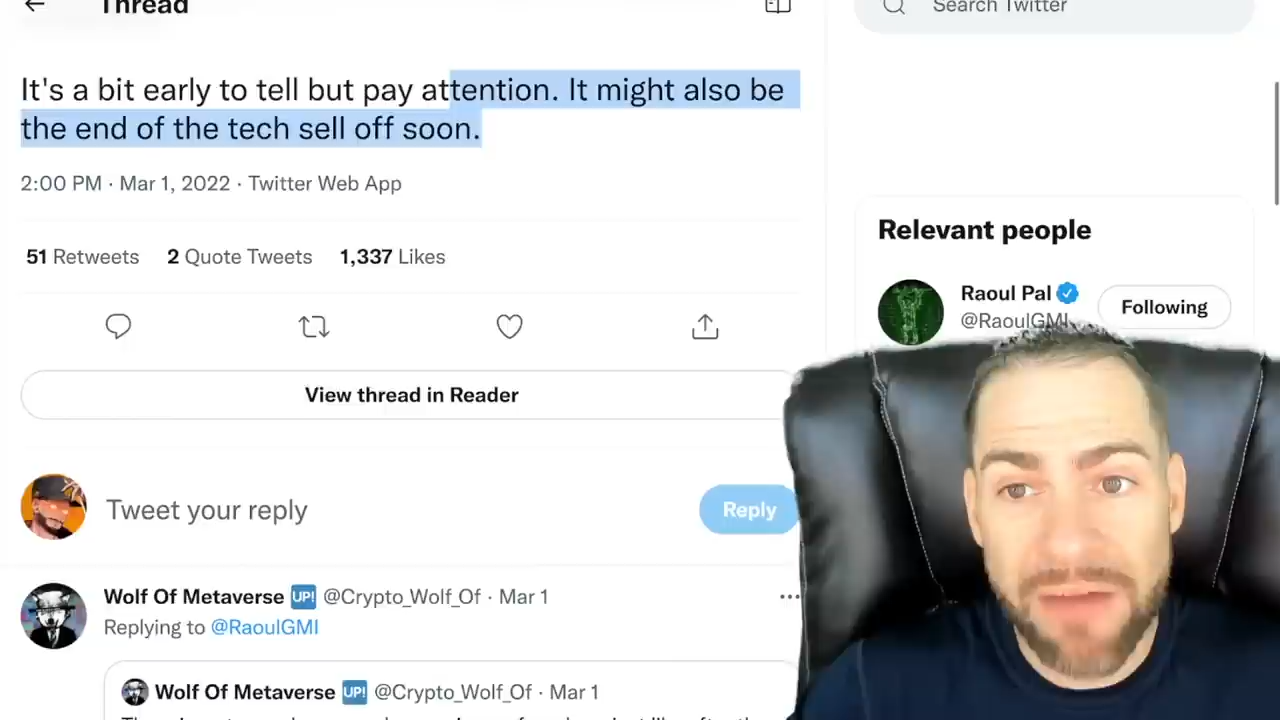 Thread
Search Twitter
It's a bit early to tell but pay attention. It might also be
the end of the tech sell off soon.
2:00 PM · Mar 1, 2022 · Twitter Web App
51 Retweets 2 Quote Tweets 1,337 Likes
View thread in Reader
Tweet your reply
Reply
Wolf Of Metaverse UP! @Crypto_Wolf_Of · Mar 1
Replying to @RaoulGMI
Wolf Of Metaverse UP! @Crypto_Wolf_Of · Mar 1
Relevant people
Raoul Pal
@RaoulGMI
Following